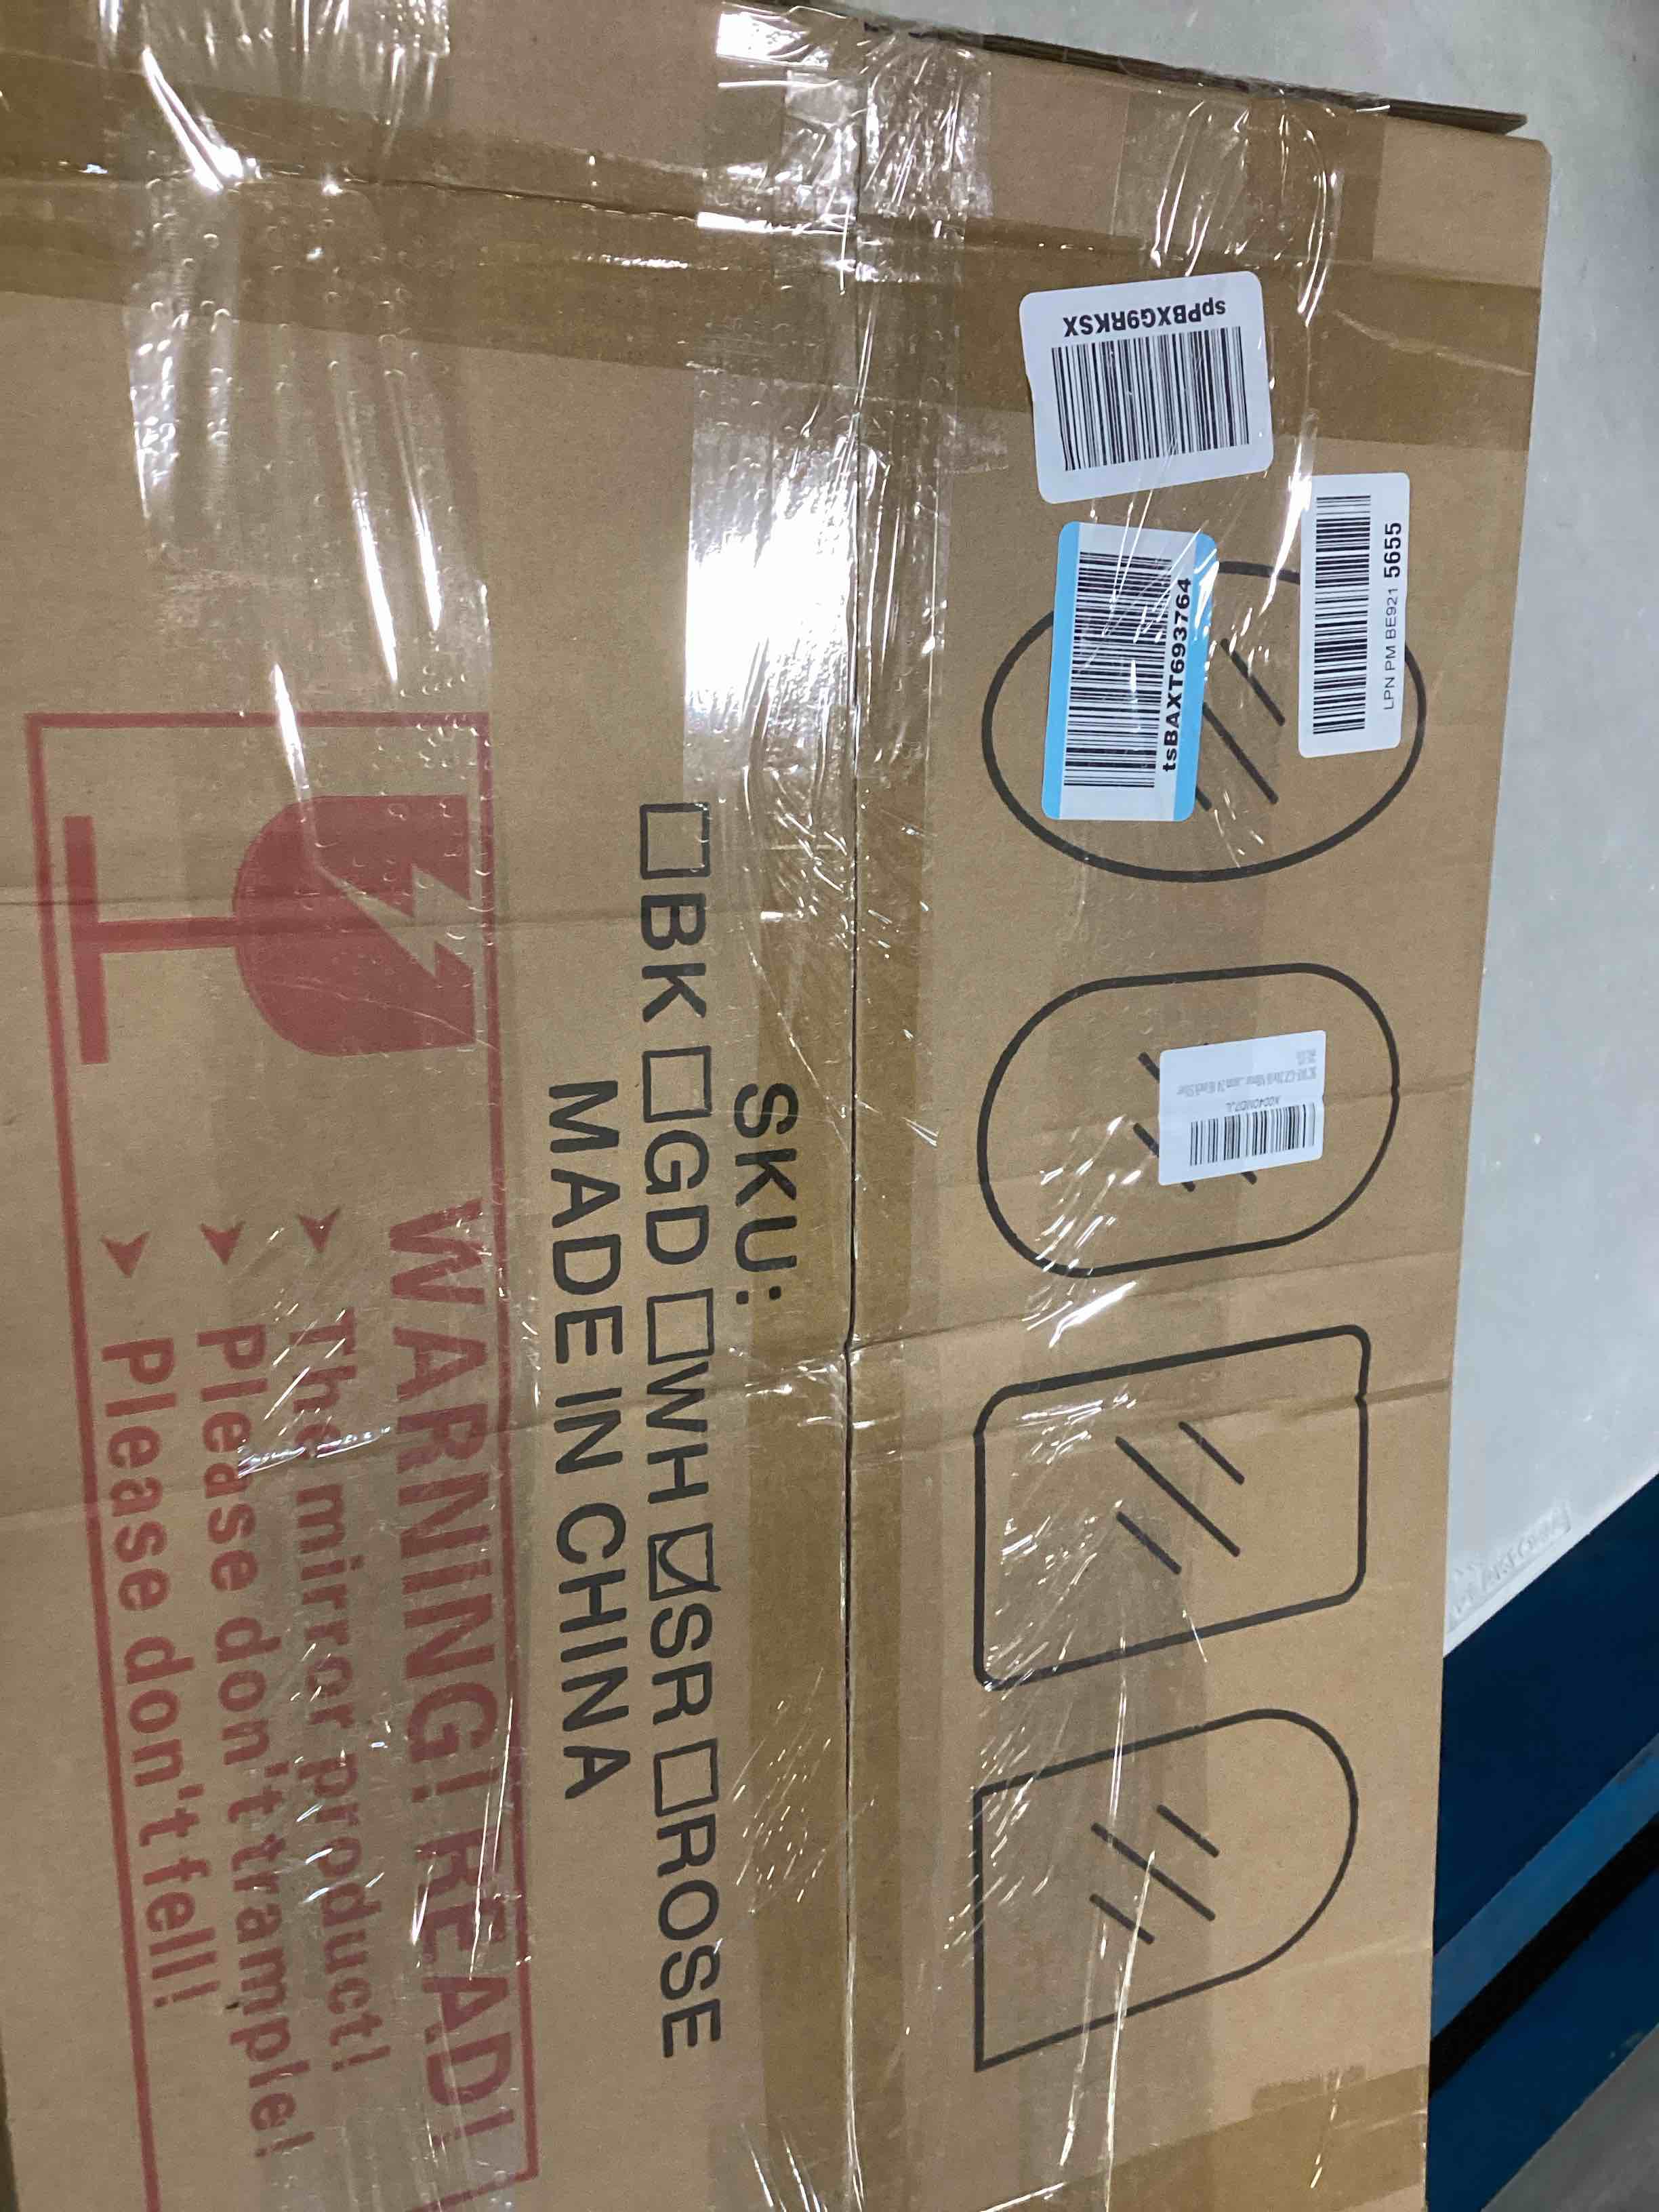 spPBXG9RKSX
LPN PM BE921 5655
tsBAXT693764
SKU:
BK GD WH SR ROSE
MADE IN CHINA
WARNING! READ!
The mirror product!
Please don't trample!
Please don't fell!